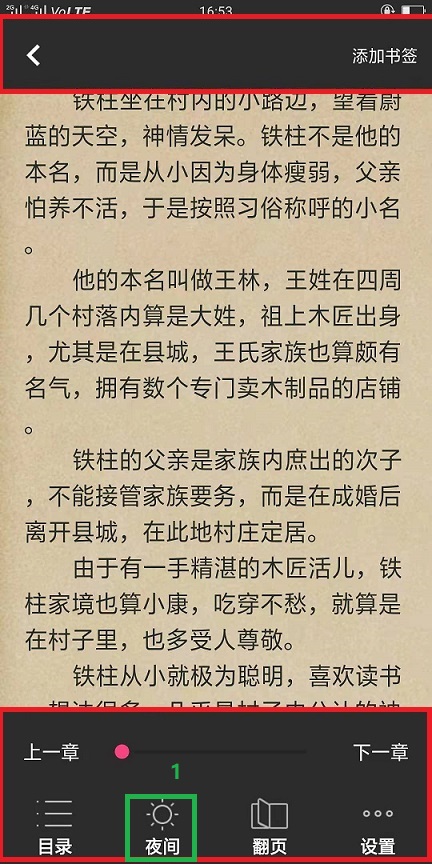 2G 4G VoLTE 16:53
添加书签
铁柱坐在村内的小路边，望着蔚
蓝的天空，神情发呆。铁柱不是他的
本名，而是从小因为身体瘦弱，父亲
怕养不活，于是按照习俗称呼的小名
。
他的本名叫做王林，王姓在四周
几个村落内算是大姓，祖上木匠出身
，尤其是在县城，王氏家族也算颇有
名气，拥有数个专门卖木制品的店铺
。
铁柱的父亲是家族内庶出的次子
，不能接管家族要务，而是在成婚后
离开县城，在此地村庄定居。
由于有一手精湛的木匠活儿，铁
柱家境也算小康，吃穿不愁，就算是
在村子里，也多受人尊敬。
铁柱从小就极为聪明，喜欢读书
上一章 下一章
1
目录 夜间 翻页 设置